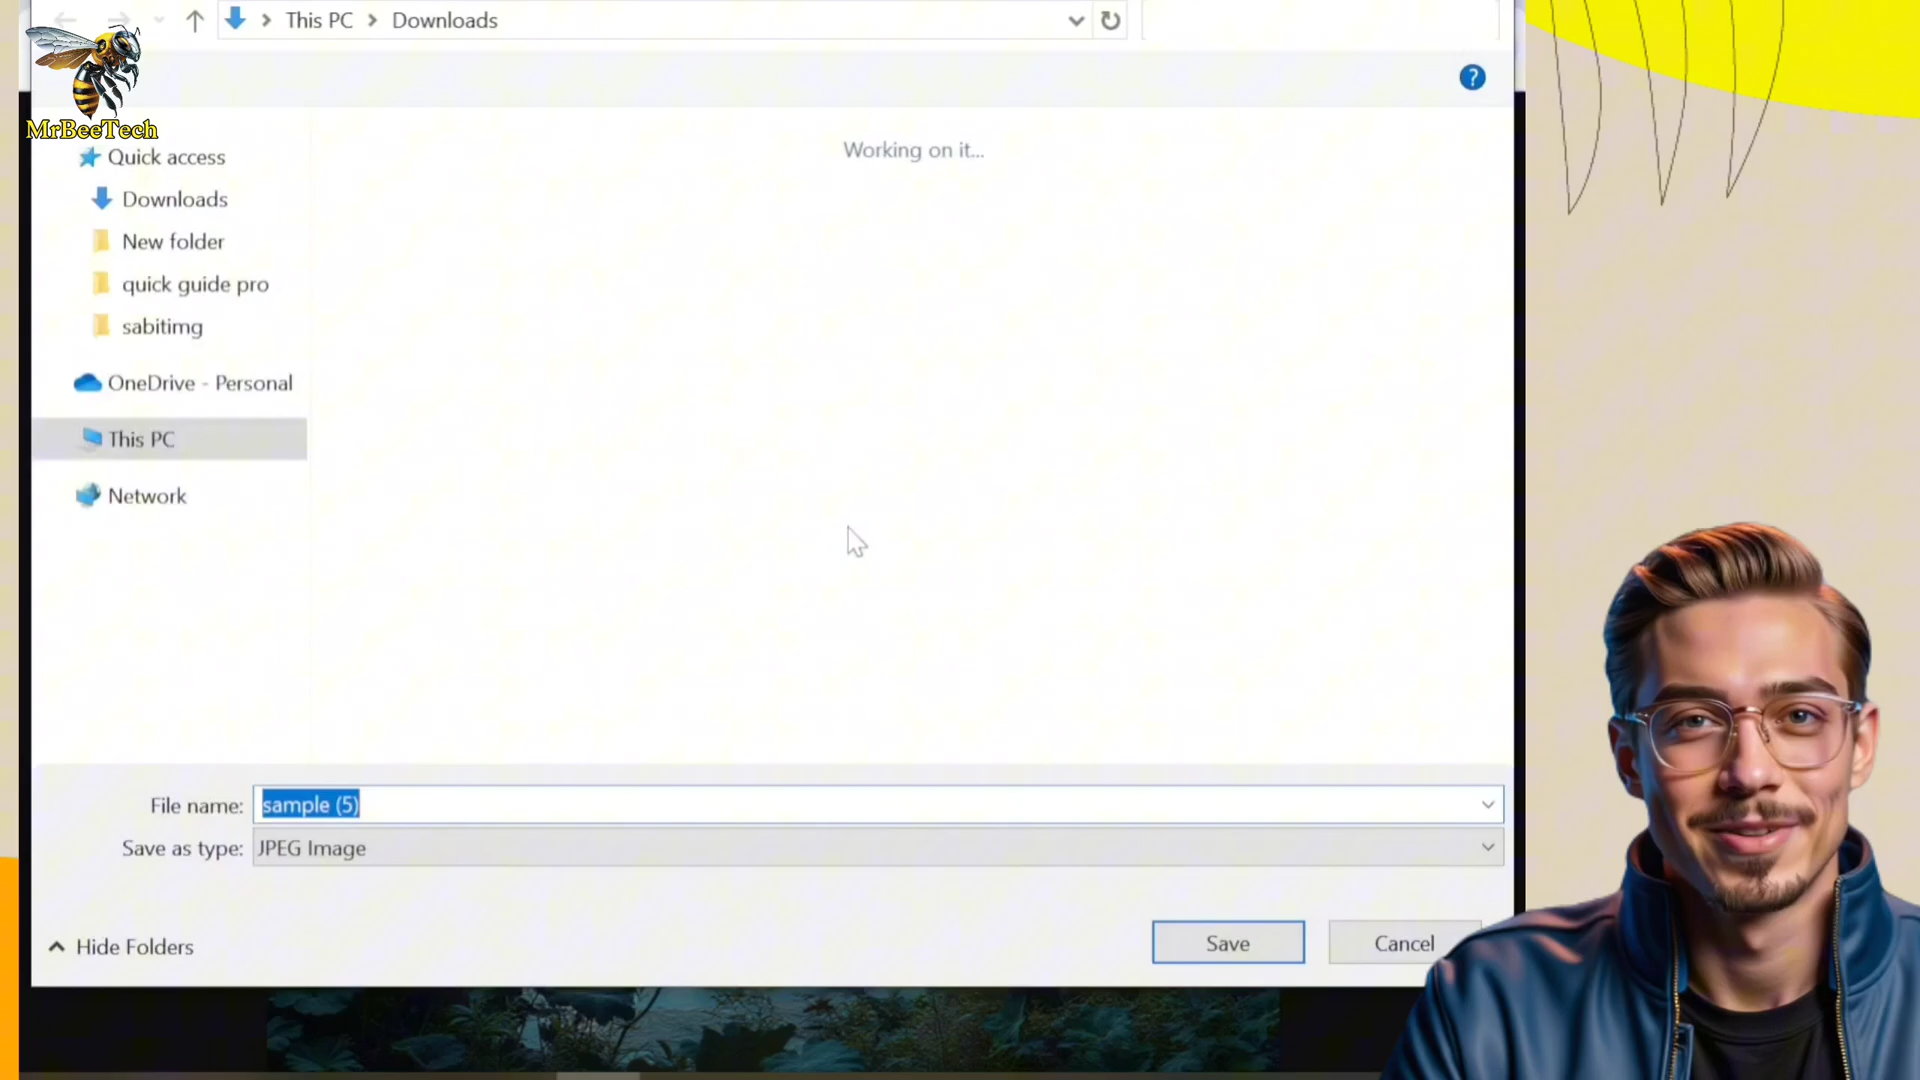 This PC > Downloads
?
MrBeeTech
Quick access
Working on it...
Downloads
New folder
quick guide pro
sabitimg
OneDrive - Personal
This PC
Network
File name: sample (5)
Save as type: JPEG Image
Hide Folders
Save
Cancel